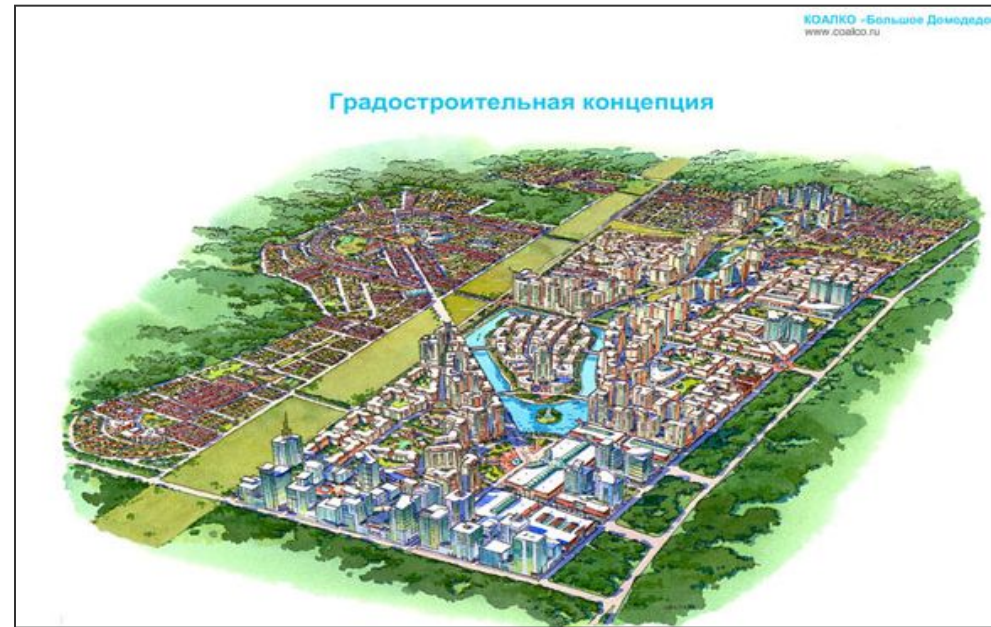 КОАЛКО «Большое Домодедо
www.coalco.ru
Градостроительная концепция